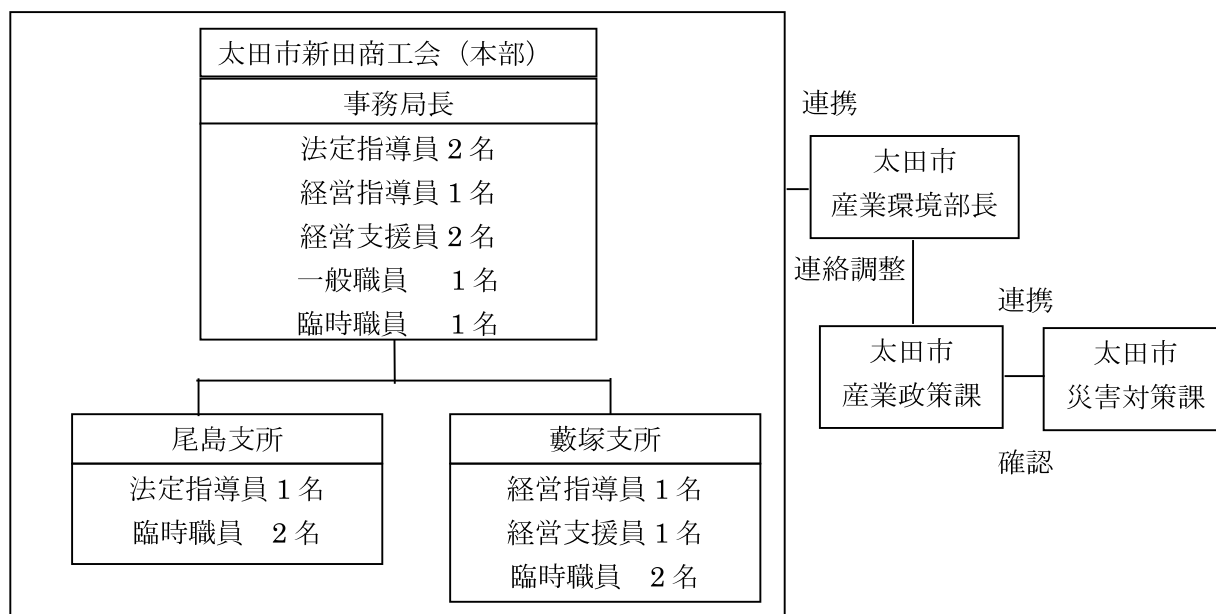 太田市新田商工会（本部）
事務局長
法定指導員 2 名
経営指導員 1 名
経営支援員 2 名
一般職員　1 名
臨時職員　1 名
尾島支所
法定指導員 1 名
臨時職員　2 名
藪塚支所
経営指導員 1 名
経営支援員 1 名
臨時職員　2 名
連携
太田市
産業環境部長
連絡調整
連携
太田市
産業政策課
太田市
災害対策課
確認